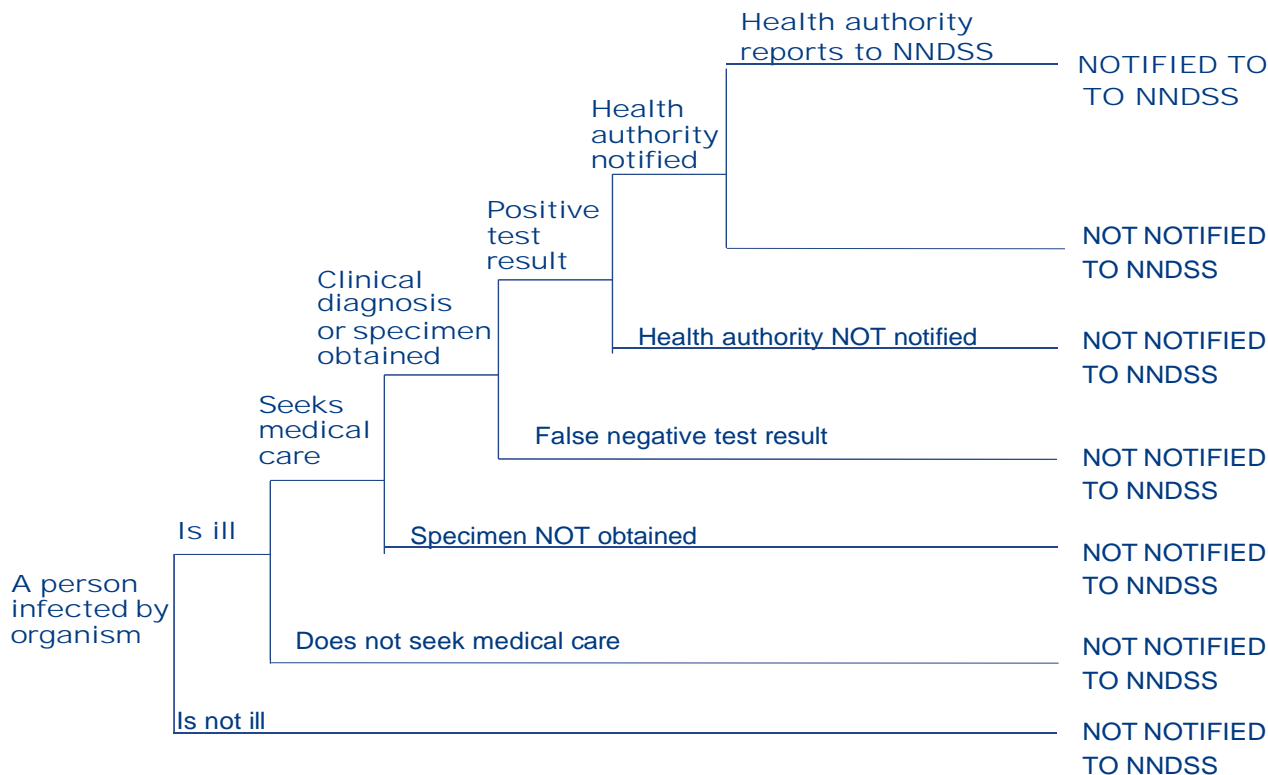 Health authority
reports to NNDSS
NOTIFIED TO
TO NNDSS
Health
authority
notified
Positive
test
result
NOT NOTIFIED
TO NNDSS
Clinical
diagnosis
or specimen
obtained
Health authority NOT notified
NOT NOTIFIED
TO NNDSS
Seeks
medical
care
False negative test result
NOT NOTIFIED
TO NNDSS
Is ill
Specimen NOT obtained
NOT NOTIFIED
TO NNDSS
A person
infected by
organism
Does not seek medical care
NOT NOTIFIED
TO NNDSS
Is not ill
NOT NOTIFIED
TO NNDSS